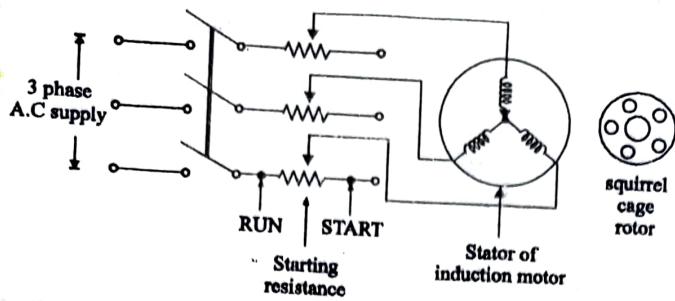 3 phase
A.C supply
RUN
START
Starting
resistance
Stator of
induction motor
squirrel
cage
rotor